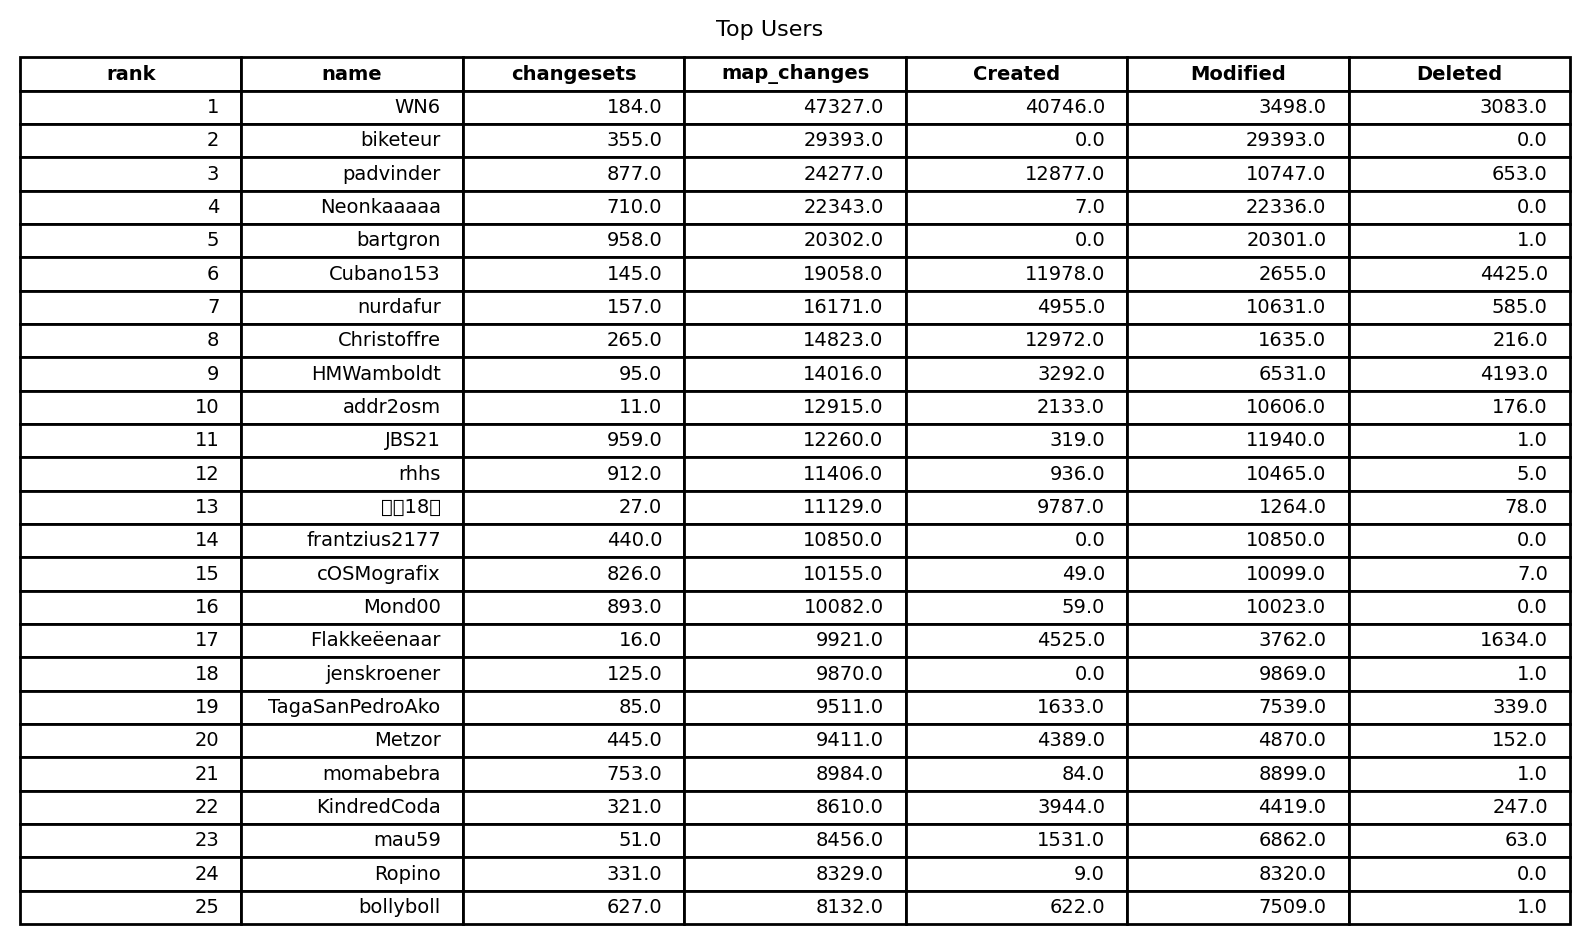 Top Users
rank name changesets map_changes Created Modified Deleted
1 WN6 184.0 47327.0 40746.0 3498.0 3083.0
2 biketeur 355.0 29393.0 0.0 29393.0 0.0
3 padvinder 877.0 24277.0 12877.0 10747.0 653.0
4 Neonkaaaaa 710.0 22343.0 7.0 22336.0 0.0
5 bartgron 958.0 20302.0 0.0 20301.0 1.0
6 Cubano153 145.0 19058.0 11978.0 2655.0 4425.0
7 nurdafur 157.0 16171.0 4955.0 10631.0 585.0
8 Christoffre 265.0 14823.0 12972.0 1635.0 216.0
9 HMWamboldt 95.0 14016.0 3292.0 6531.0 4193.0
10 addr2osm 11.0 12915.0 2133.0 10606.0 176.0
11 JBS21 959.0 12260.0 319.0 11940.0 1.0
12 rhhs 912.0 11406.0 936.0 10465.0 5.0
13 18 27.0 11129.0 9787.0 1264.0 78.0
14 frantzius2177 440.0 10850.0 0.0 10850.0 0.0
15 cOSMografix 826.0 10155.0 49.0 10099.0 7.0
16 Mond00 893.0 10082.0 59.0 10023.0 0.0
17 Flakkeëenaar 16.0 9921.0 4525.0 3762.0 1634.0
18 jenskroener 125.0 9870.0 0.0 9869.0 1.0
19 TagaSanPedroAko 85.0 9511.0 1633.0 7539.0 339.0
20 Metzor 445.0 9411.0 4389.0 4870.0 152.0
21 momabebra 753.0 8984.0 84.0 8899.0 1.0
22 KindredCoda 321.0 8610.0 3944.0 4419.0 247.0
23 mau59 51.0 8456.0 1531.0 6862.0 63.0
24 Ropino 331.0 8329.0 9.0 8320.0 0.0
25 bollyboll 627.0 8132.0 622.0 7509.0 1.0